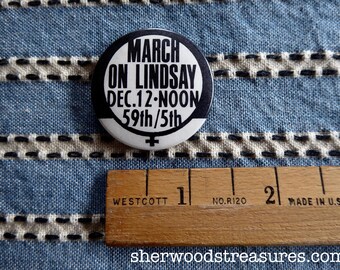 MARCH
ON LINDSAY
DEC. 12 • NOON
59th/5th
1 2
WESTCOTT NO.R120 MADE IN U.S
sherwoodstreasures.com